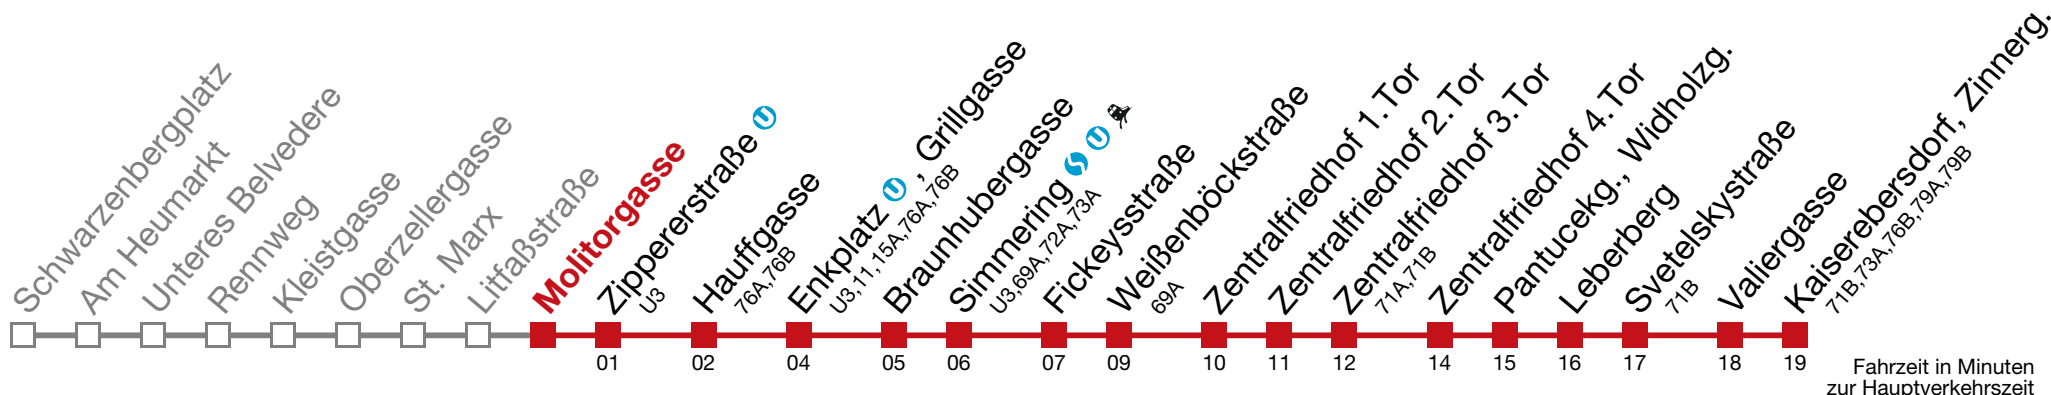 Schwarzenbergplatz
Am Heumarkt
Unteres Belvedere
Rennweg
Kleistgasse
Oberzellergasse
St. Marx
Litfaßstraße
Molitorgasse
Zippererstraße U
U3
Hauffgasse
76A,76B
Enkplatz U , Grillgasse
U3,11,15A,76A,76B
Braunhubergasse
Simmering S U
U3,69A,72A,73A
Fickeysstraße
Weißenböckstraße
69A
Zentralfriedhof 1.Tor
Zentralfriedhof 2.Tor
Zentralfriedhof 3.Tor
71A,71B
Zentralfriedhof 4.Tor
Pantucekg., Widholzg.
Leberberg
Svetelskystraße
71B
Valiergasse
Kaiserebersdorf, Zinnerg.
71B,73A,76B,79A,79B
01 02 04 05 06 07 09 10 11 12 14 15 16 17 18 19
Fahrzeit in Minuten
zur Hauptverkehrszeit